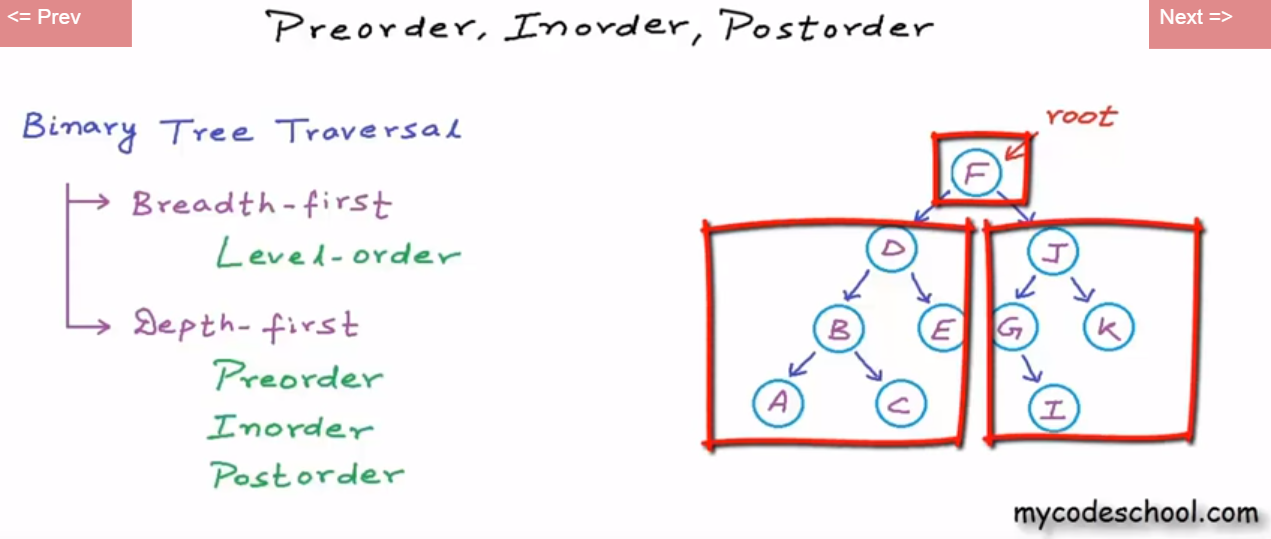 <= Prev
Next =>
Preorder, Inorder, Postorder
Binary Tree Traversal
Breadth-first
Level-order
Depth-first
Preorder
Inorder
Postorder
root
F
D
J
B
E
G
K
A
C
I
mycodeschool.com